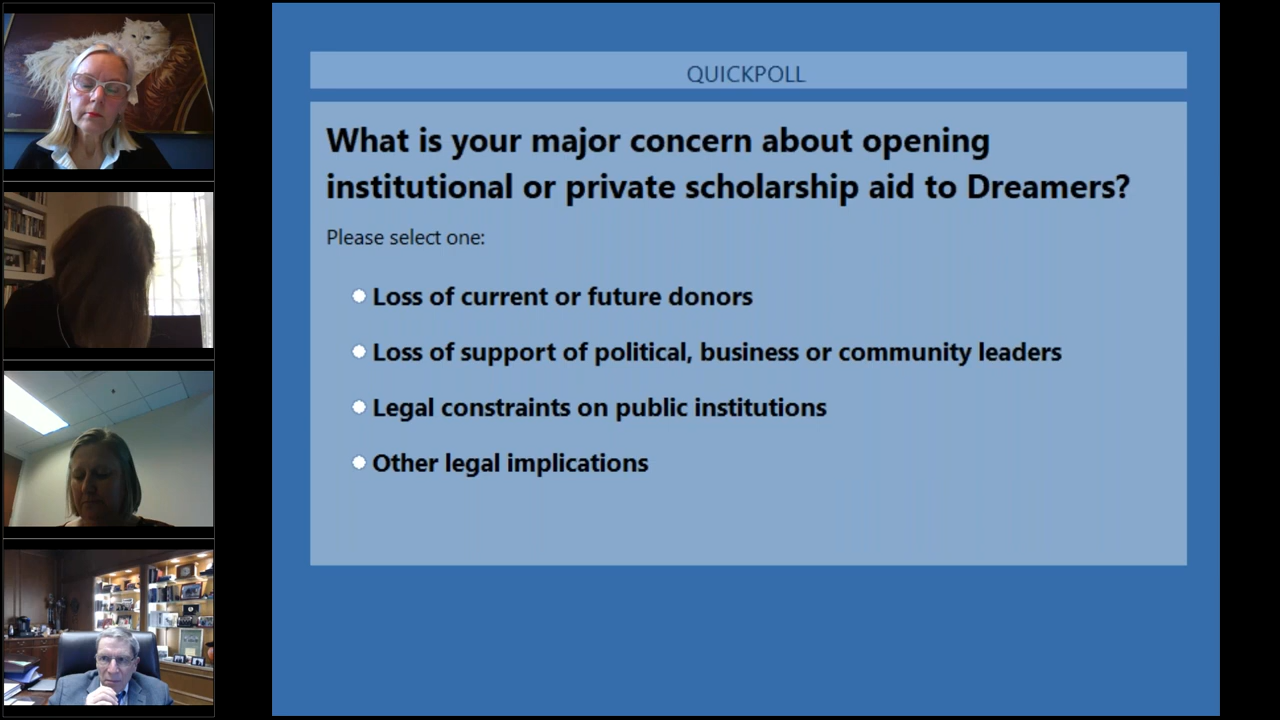 QUICKPOLL
What is your major concern about opening
institutional or private scholarship aid to Dreamers?
Please select one:
Loss of current or future donors
Loss of support of political, business or community leaders
Legal constraints on public institutions
Other legal implications